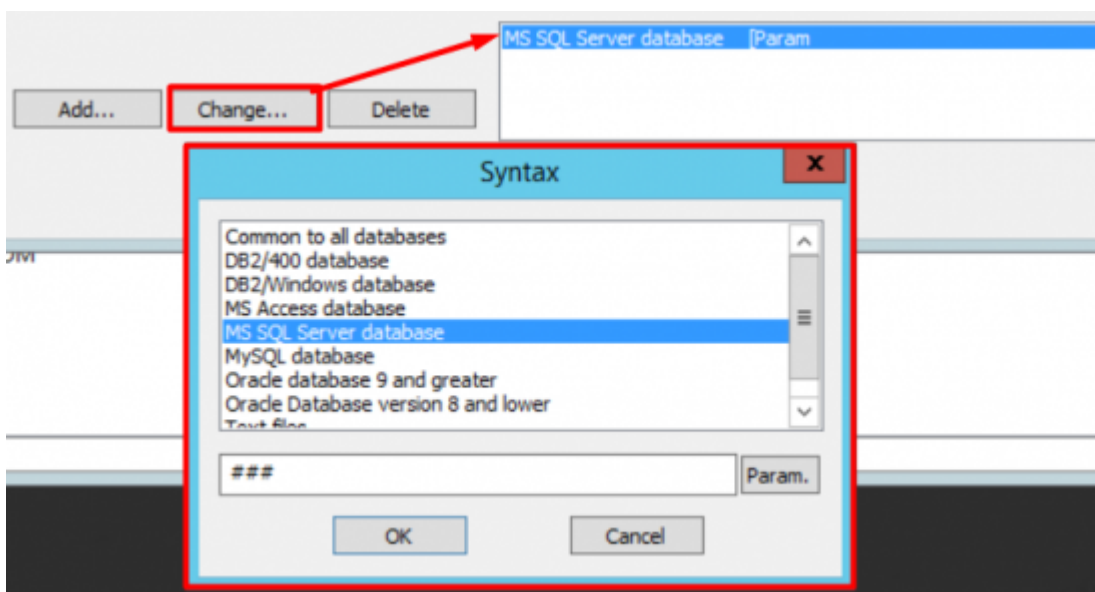 MS SQL Server database [Param
Add...
Change...
Delete
Syntax
X
Common to all databases
DB2/400 database
DB2/Windows database
MS Access database
MS SQL Server database
MySQL database
Oracle database 9 and greater
Oracle Database version 8 and lower
Text files
###
Param.
OK
Cancel